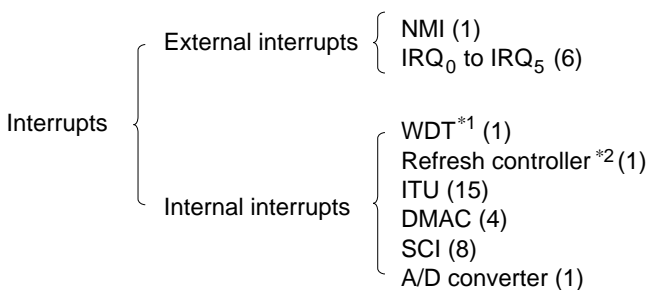 External interrupts
NMI (1)
IRQ0 to IRQ5 (6)
Interrupts
Internal interrupts
WDT*1 (1)
Refresh controller *2 (1)
ITU (15)
DMAC (4)
SCI (8)
A/D converter (1)